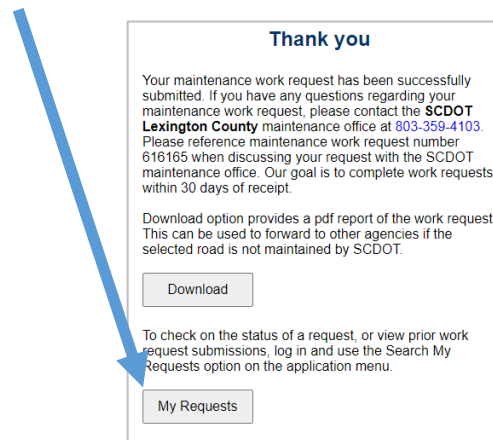 Thank you
Your maintenance work request has been successfully
submitted. If you have any questions regarding your
maintenance work request, please contact the SCDOT
Lexington County maintenance office at 803-359-4103.
Please reference maintenance work request number
616165 when discussing your request with the SCDOT
maintenance office. Our goal is to complete work requests
within 30 days of receipt.
Download option provides a pdf report of the work request
This can be used to forward to other agencies if the
selected road is not maintained by SCDOT.
Download
To check on the status of a request, or view prior work
request submissions, log in and use the Search My
Requests option on the application menu.
My Requests